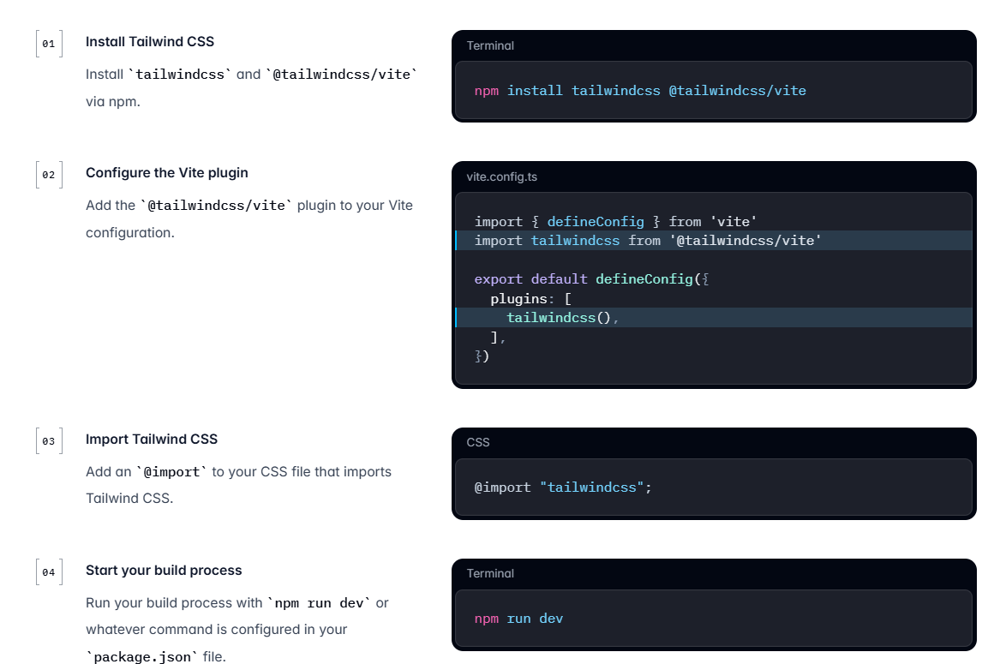 01
Install Tailwind CSS
Install `tailwindcss` and `@tailwindcss/vite`
via npm.
Terminal
npm install tailwindcss @tailwindcss/vite
02
Configure the Vite plugin
Add the `@tailwindcss/vite` plugin to your Vite
configuration.
vite.config.ts
import { defineConfig } from 'vite'
import tailwindcss from '@tailwindcss/vite'
export default defineConfig({
  plugins: [
    tailwindcss(),
  ],
})
03
Import Tailwind CSS
Add an `@import` to your CSS file that imports
Tailwind CSS.
CSS
@import "tailwindcss";
04
Start your build process
Run your build process with `npm run dev` or
whatever command is configured in your
`package.json` file.
Terminal
npm run dev